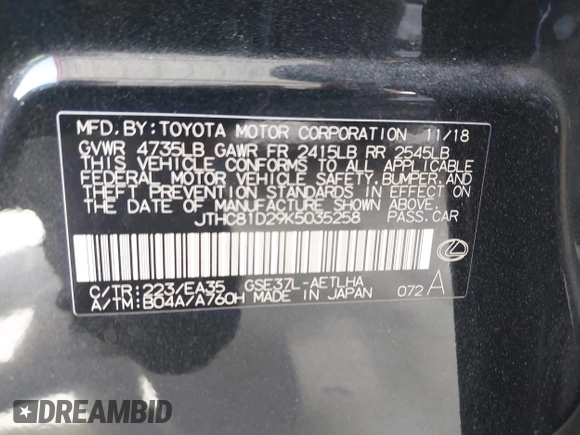 MFD. BY: TOYOTA MOTOR CORPORATION 11/18
GVWR 4735LB GAWR FR 2415LB RR 2545LB
THIS VEHICLE CONFORMS TO ALL APPLICABLE
FEDERAL MOTOR VEHICLE SAFETY, BUMPER, AND
THEFT PREVENTION STANDARDS IN EFFECT ON
THE DATE OF MANUFACTURE SHOWN ABOVE.
JTHC81D29K5035258 PASS.CAR
C/TR: 223/EA35 GSE37L-AETLHA
A/TM: B04A/A760H MADE IN JAPAN 072 A
DREAMBID